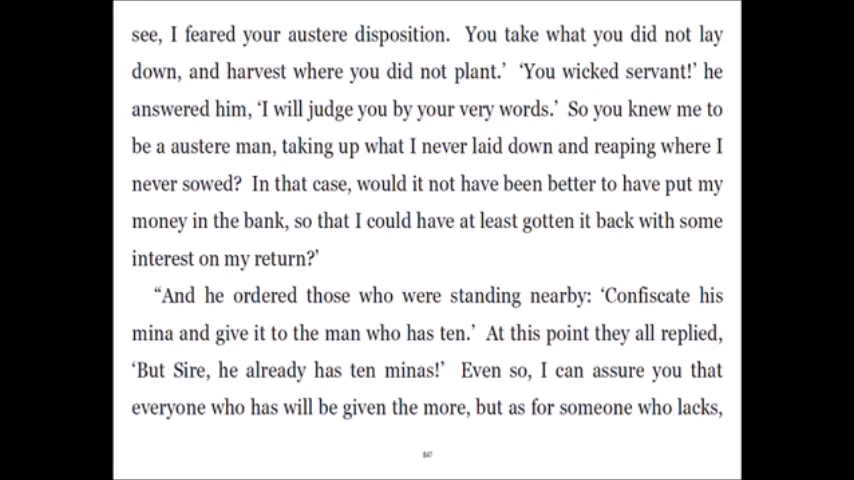 see, I feared your austere disposition. You take what you did not lay
down, and harvest where you did not plant.’ ‘You wicked servant!’ he
answered him, ‘I will judge you by your very words.’ So you knew me to
be a austere man, taking up what I never laid down and reaping where I
never sowed? In that case, would it not have been better to have put my
money in the bank, so that I could have at least gotten it back with some
interest on my return?’
“And he ordered those who were standing nearby: ‘Confiscate his
mina and give it to the man who has ten.’ At this point they all replied,
‘But Sire, he already has ten minas!’ Even so, I can assure you that
everyone who has will be given the more, but as for someone who lacks,